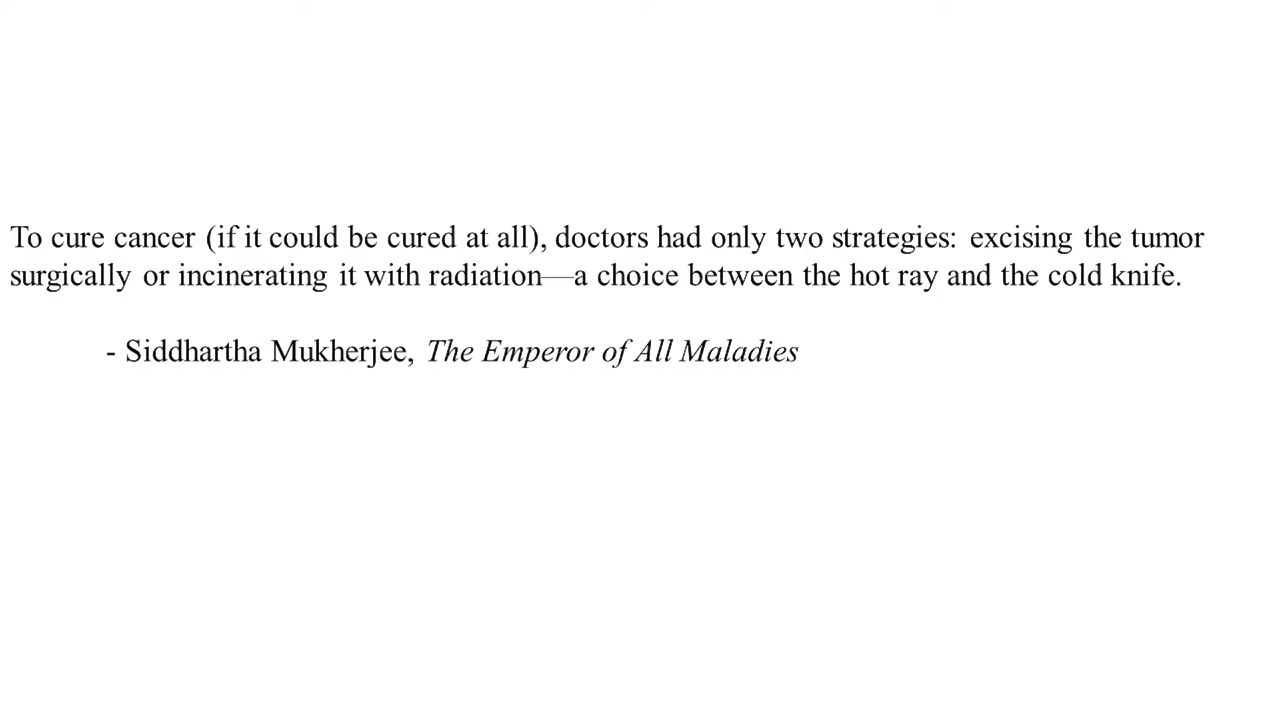 To cure cancer (if it could be cured at all), doctors had only two strategies: excising the tumor
surgically or incinerating it with radiation—a choice between the hot ray and the cold knife.
- Siddhartha Mukherjee, The Emperor of All Maladies